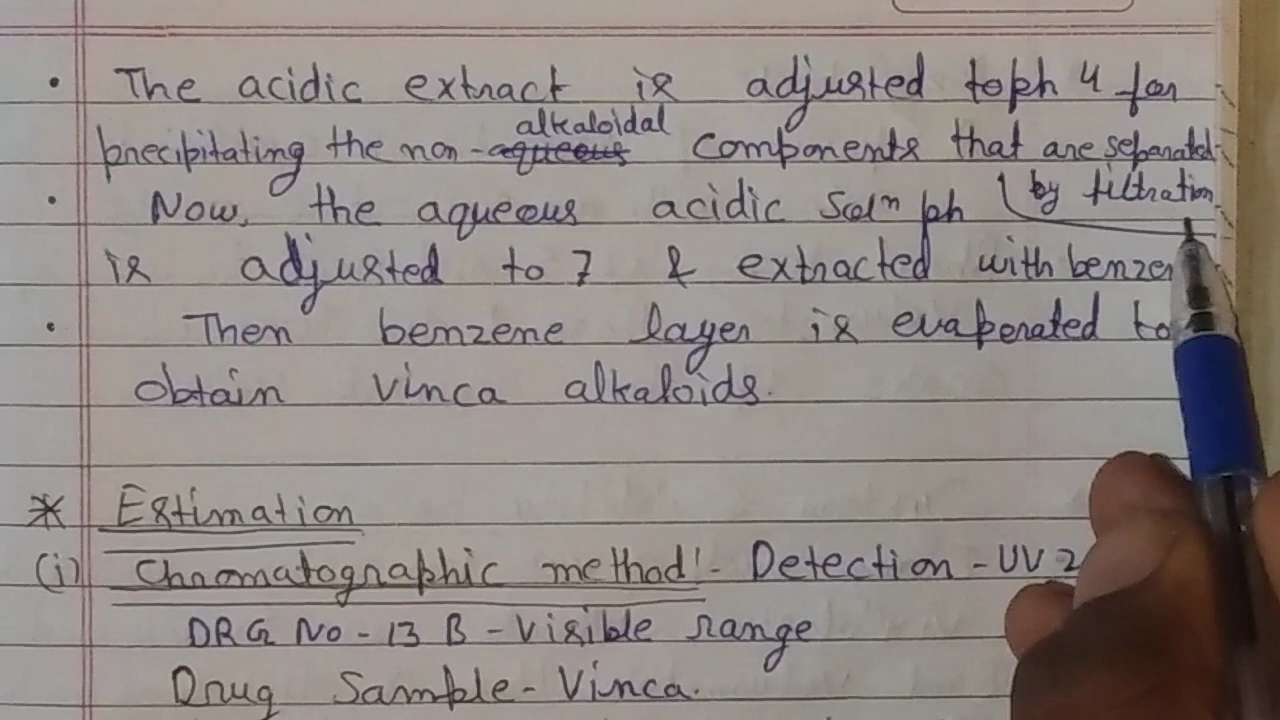 • The acidic extract is adjusted to ph 4 for
alkaloidal
precipitating the non-aqueous components that are separated
by filtration
• Now, the aqueous acidic Solⁿ ph
is adjusted to 7 & extracted with benzen
• Then benzene layer is evaporated to
obtain vinca alkaloids.
* Estimation
(i) Chromatographic method:- Detection - UV 2
DRG No - 13 B - Visible range
Drug Sample - Vinca.